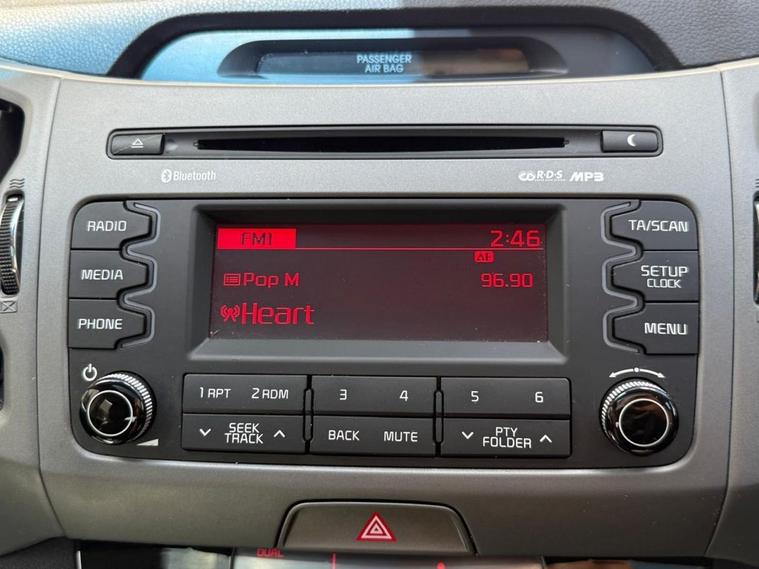 PASSENGER
AIR BAG
Bluetooth
R·D·S MP3
RADIO
FM1 2:46
TA/SCAN
MEDIA
AF
Pop M 96.90
SETUP
CLOCK
PHONE
Heart
MENU
1 RPT 2 RDM 3 4 5 6
SEEK
TRACK
BACK MUTE
PTY
FOLDER
DUAL